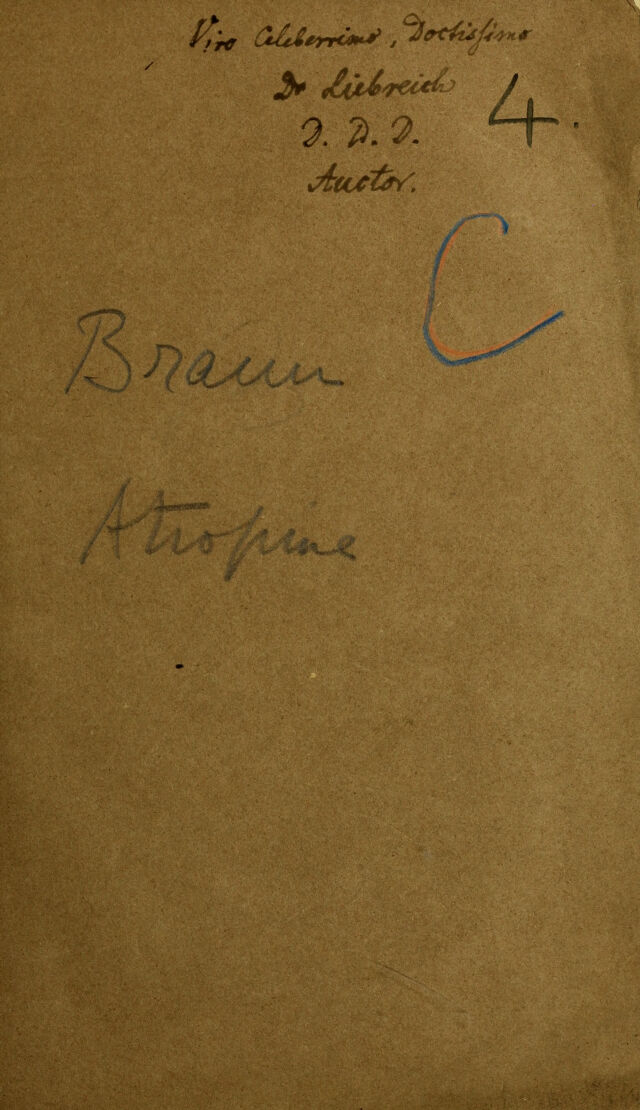 Viro Celeberrimo, Doctissimo
Dr Liebreich
4.
D. D. D.
Auctor.
C
Braun
Atropine